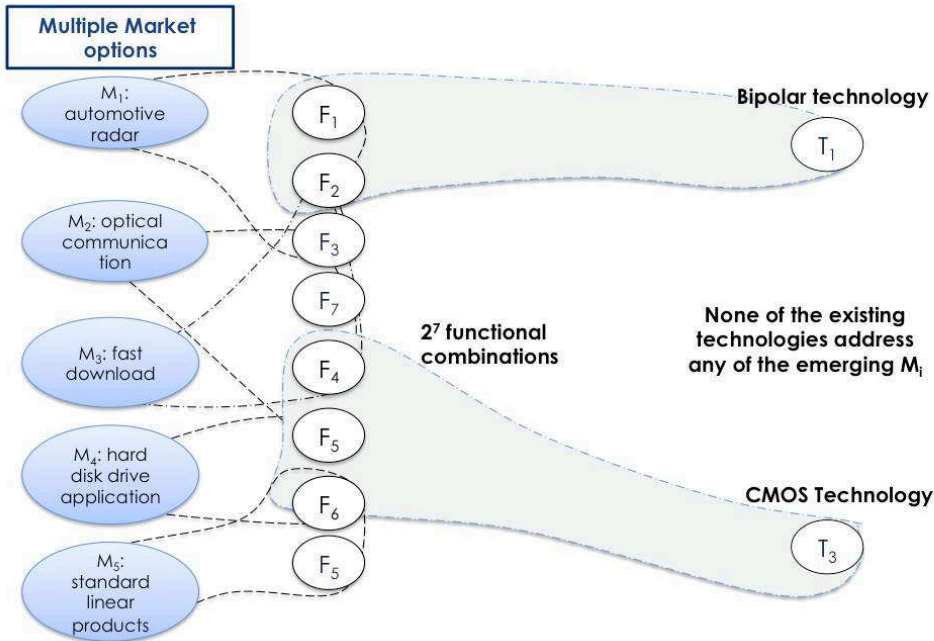 Multiple Market
options
M₁:
automotive
radar
M₂: optical
communica
tion
M₃: fast
download
M₄: hard
disk drive
application
M₅:
standard
linear
products
F₁
F₂
F₃
F₇
F₄
F₅
F₆
F₅
2⁷ functional
combinations
Bipolar technology
T₁
None of the existing
technologies address
any of the emerging Mᵢ
CMOS Technology
T₃